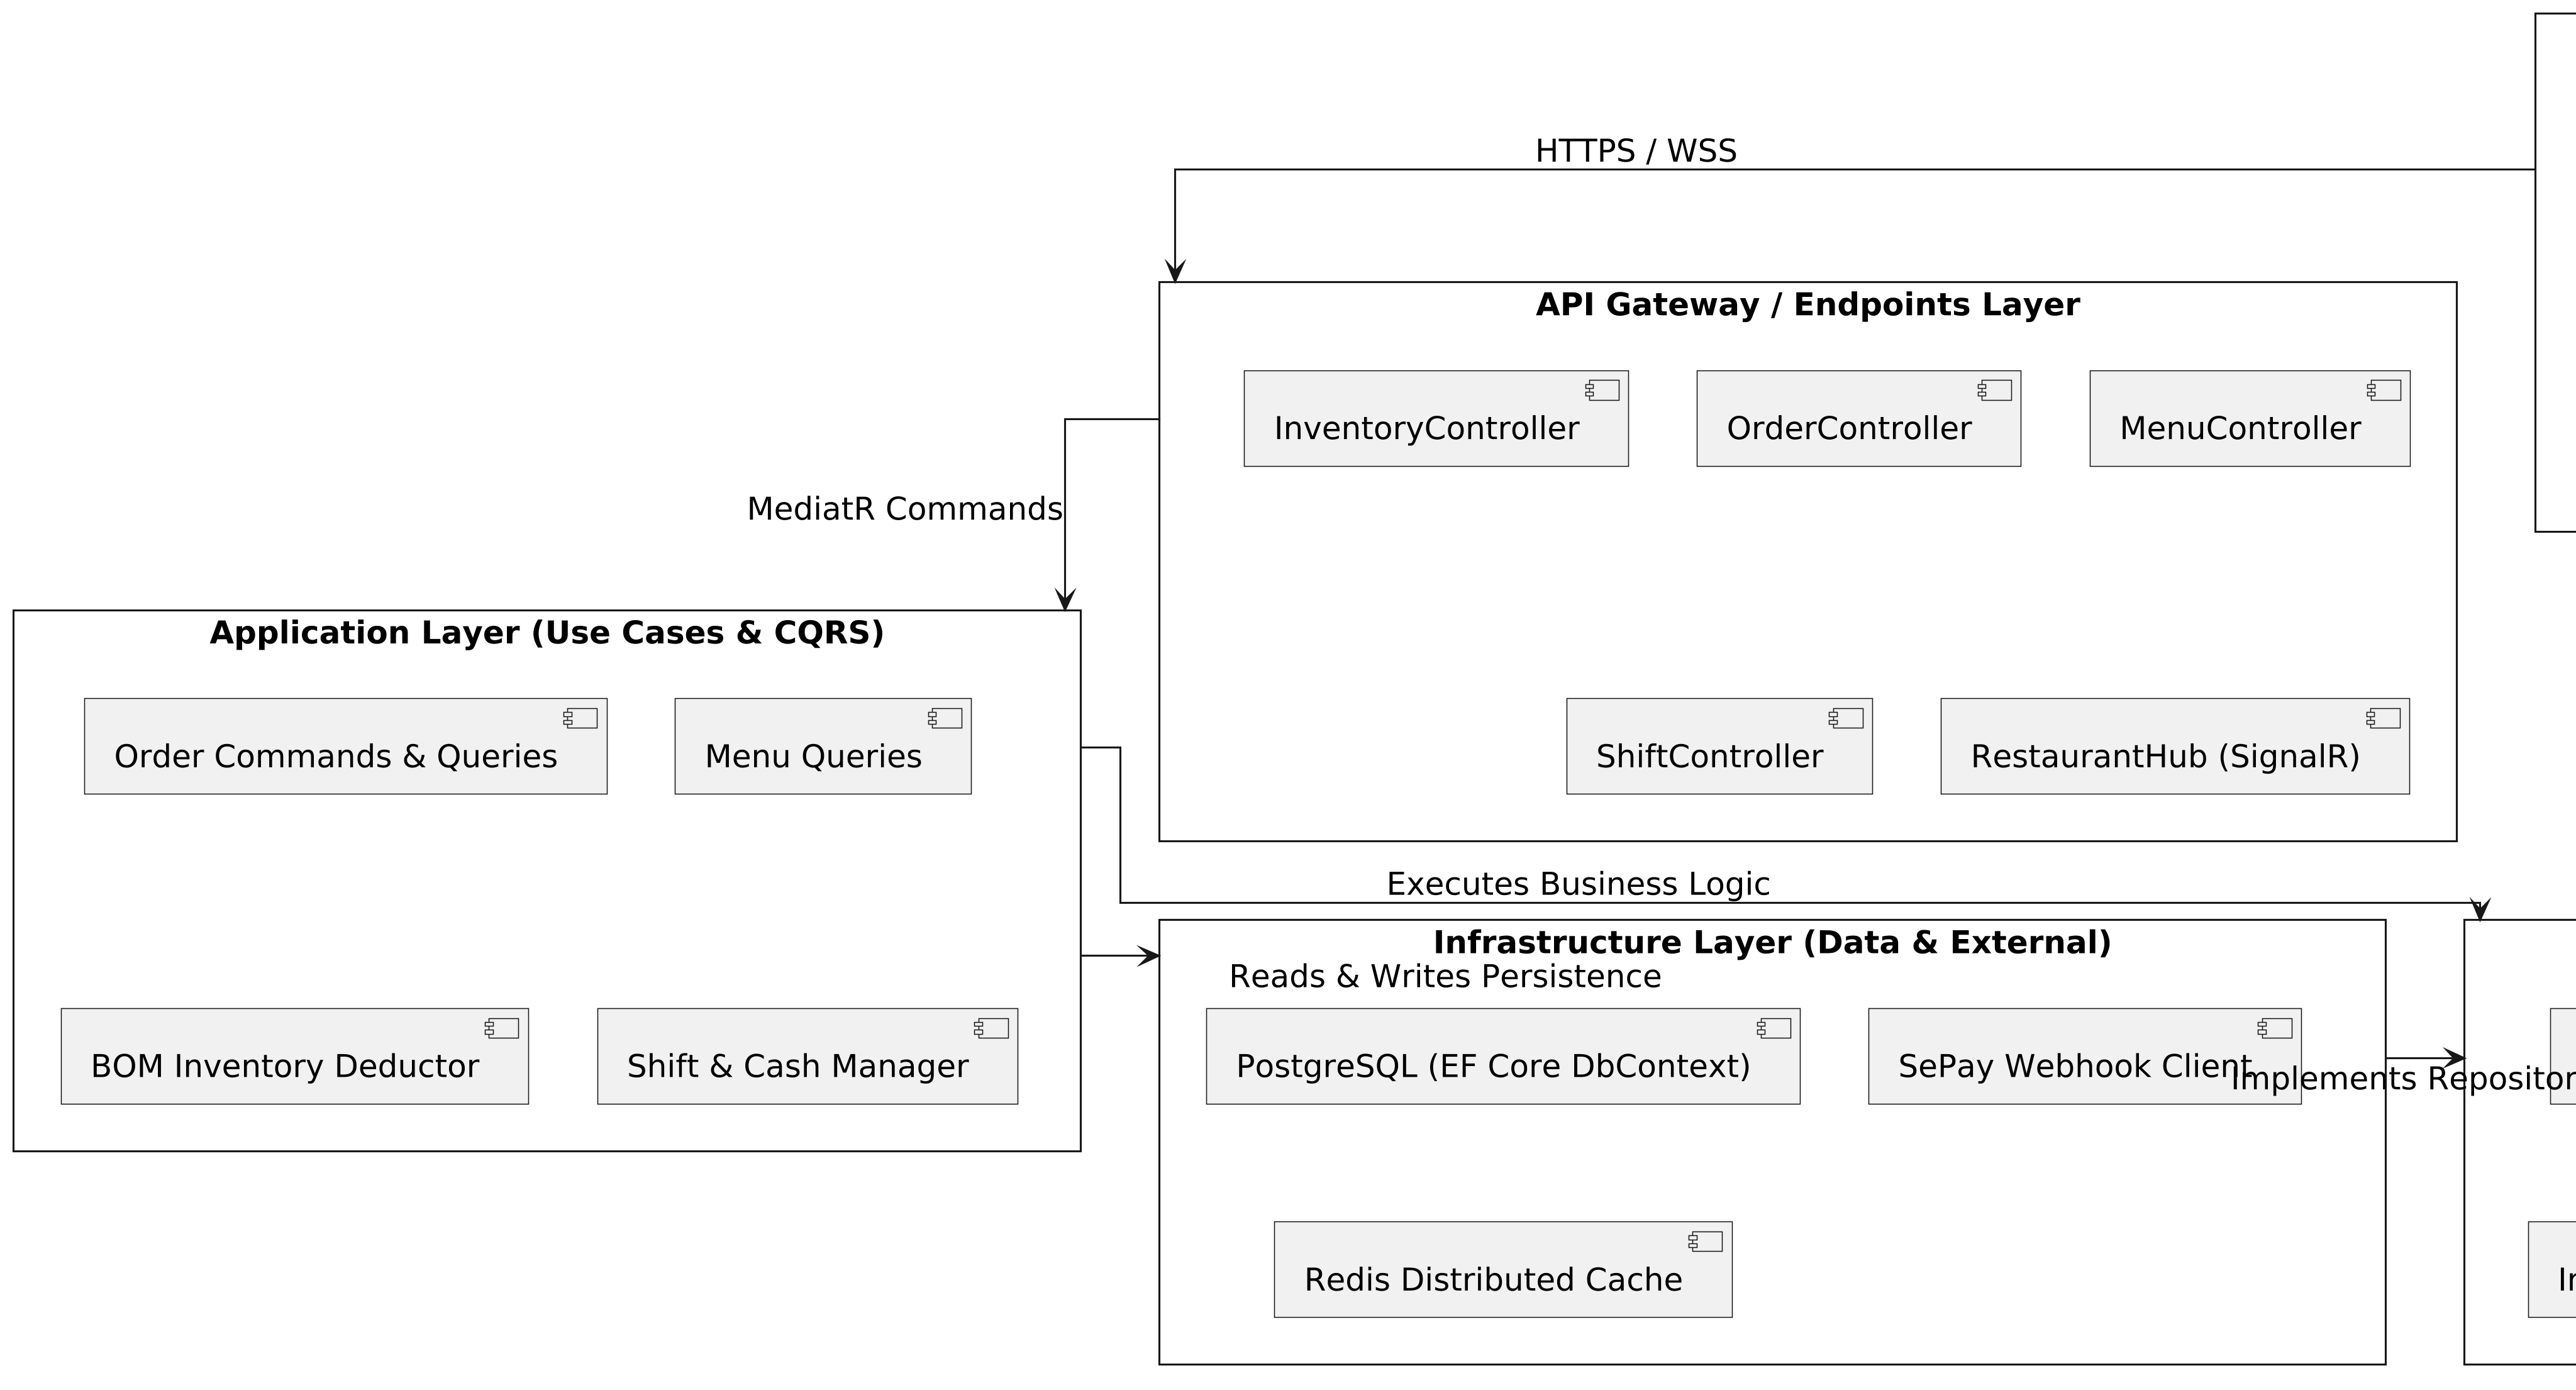 HTTPS / WSS
API Gateway / Endpoints Layer
InventoryController
OrderController
MenuController
MediatR Commands
Application Layer (Use Cases & CQRS)
Order Commands & Queries
Menu Queries
ShiftController
RestaurantHub (SignalR)
Executes Business Logic
Infrastructure Layer (Data & External)
Reads & Writes Persistence
BOM Inventory Deductor
Shift & Cash Manager
PostgreSQL (EF Core DbContext)
SePay Webhook Client
Implements
Redis Distributed Cache